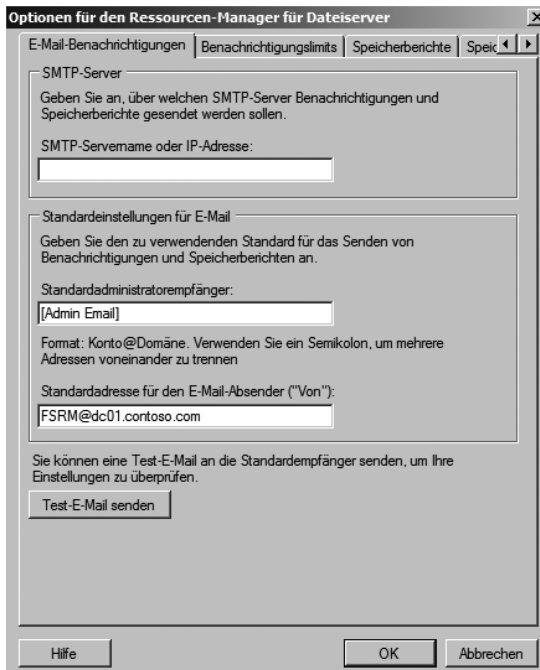 Optionen für den Ressourcen-Manager für Dateiserver
E-Mail-Benachrichtigungen Benachrichtigungslimits Speicherberichte Speic
SMTP-Server
Geben Sie an, über welchen SMTP-Server Benachrichtigungen und
Speicherberichte gesendet werden sollen.
SMTP-Servername oder IP-Adresse:
Standardeinstellungen für E-Mail
Geben Sie den zu verwendenden Standard für das Senden von
Benachrichtigungen und Speicherberichten an.
Standardadministratorempfänger:
[Admin Email]
Format: Konto@Domäne. Verwenden Sie ein Semikolon, um mehrere
Adressen voneinander zu trennen
Standardadresse für den E-Mail-Absender ("Von"):
FSRM@dc01.contoso.com
Sie können eine Test-E-Mail an die Standardempfänger senden, um Ihre
Einstellungen zu überprüfen.
Test-E-Mail senden
Hilfe OK Abbrechen